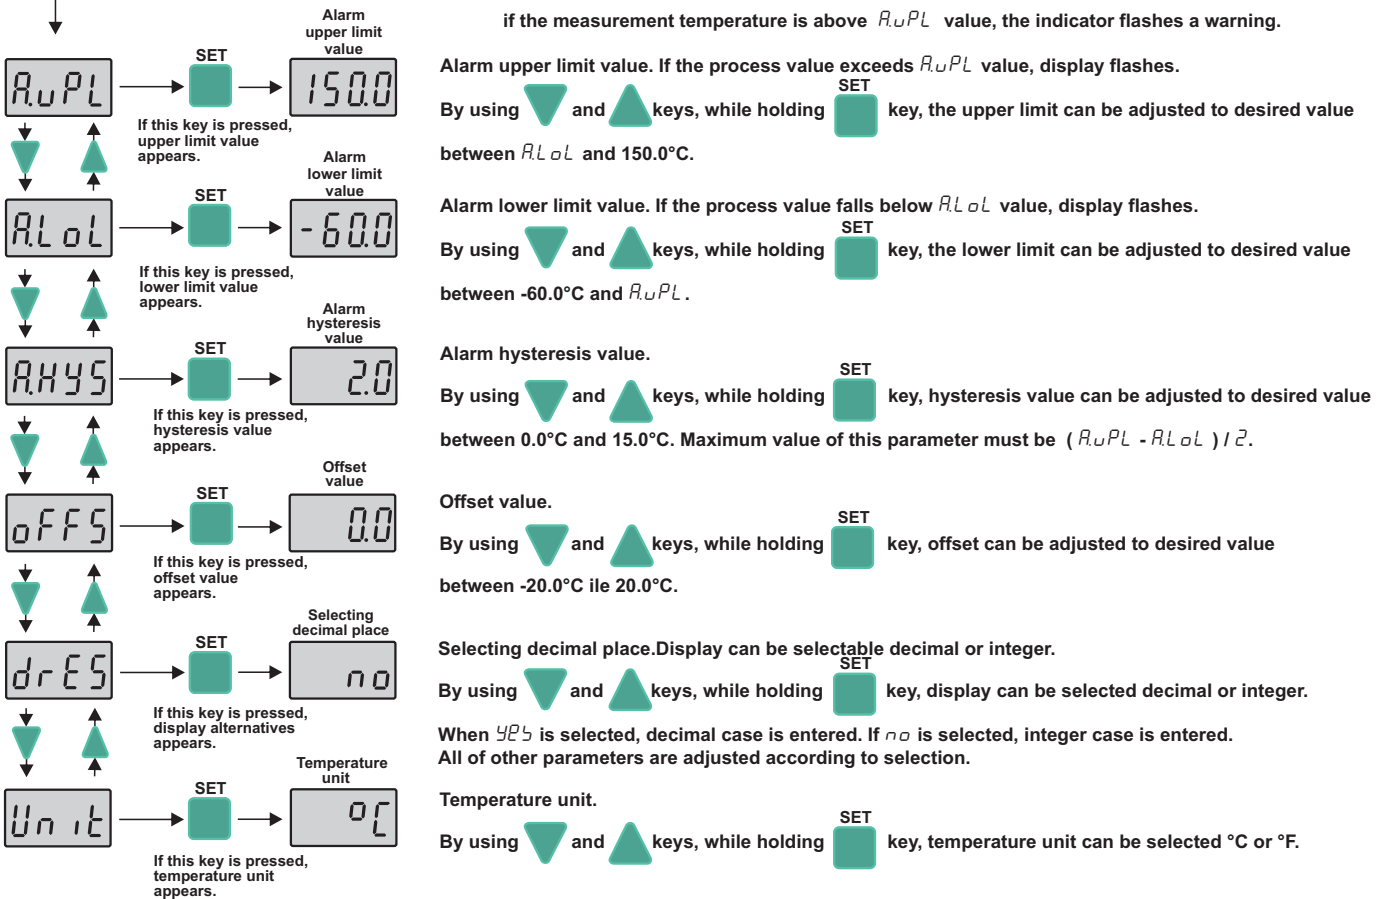 if the measurement temperature is above A.uPL value, the indicator flashes a warning.
Alarm
upper limit
value
SET
A.uPL
150.0
If this key is pressed,
upper limit value
appears.
Alarm upper limit value. If the process value exceeds A.uPL value, display flashes.
SET
By using and keys, while holding key, the upper limit can be adjusted to desired value
between A.LoL and 150.0°C.
Alarm
lower limit
value
SET
A.LoL
-60.0
If this key is pressed,
lower limit value
appears.
Alarm lower limit value. If the process value falls below A.LoL value, display flashes.
SET
By using and keys, while holding key, the lower limit can be adjusted to desired value
between -60.0°C and A.uPL.
Alarm
hysteresis
value
SET
A.HYS
2.0
If this key is pressed,
hysteresis value
appears.
Alarm hysteresis value.
SET
By using and keys, while holding key, hysteresis value can be adjusted to desired value
between 0.0°C and 15.0°C. Maximum value of this parameter must be ( A.uPL - A.LoL ) / 2.
Offset
value
SET
oFFS
0.0
If this key is pressed,
offset value
appears.
Offset value.
SET
By using and keys, while holding key, offset can be adjusted to desired value
between -20.0°C ile 20.0°C.
Selecting
decimal place
SET
drES
no
If this key is pressed,
display alternatives
appears.
Selecting decimal place.Display can be selectable decimal or integer.
SET
By using and keys, while holding key, display can be selected decimal or integer.
When YES is selected, decimal case is entered. If no is selected, integer case is entered.
All of other parameters are adjusted according to selection.
Temperature
unit
SET
Unit
°C
If this key is pressed,
temperature unit
appears.
Temperature unit.
SET
By using and keys, while holding key, temperature unit can be selected °C or °F.